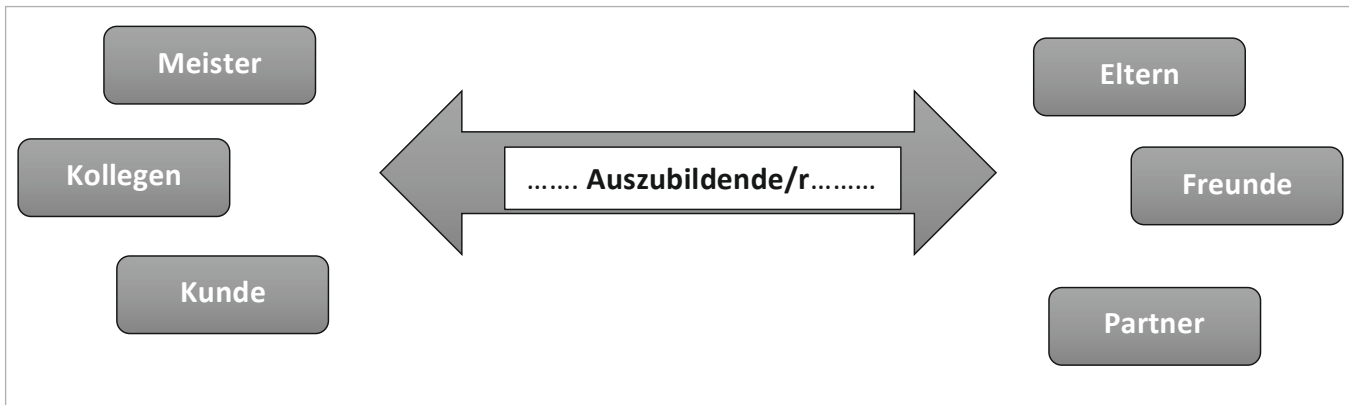 Meister
Kollegen
Kunde
……. Auszubildende/r………
Eltern
Freunde
Partner